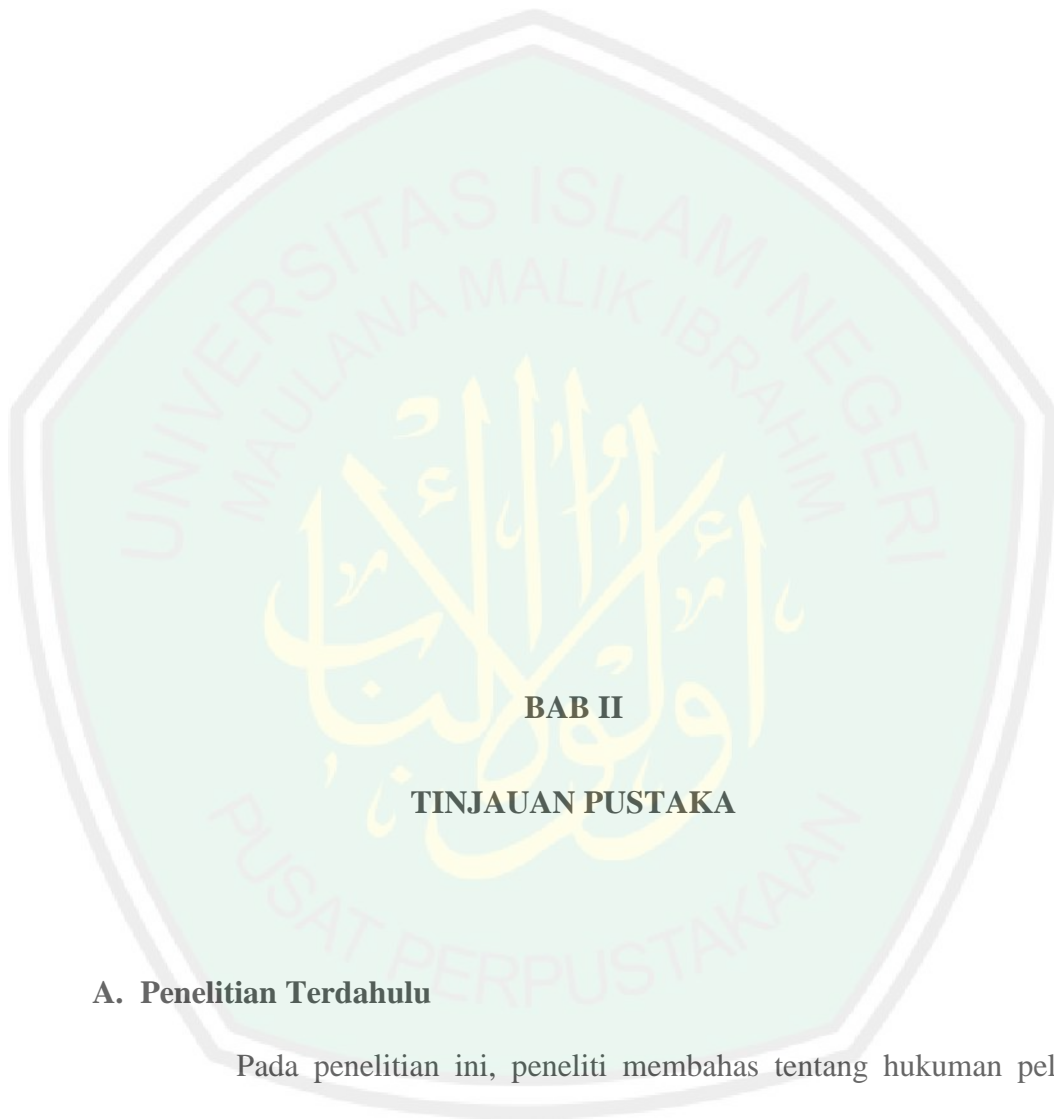 UNIVERSITAS ISLAM NEGERI
MAULANA MALIK IBRAHIM
BAB II
TINJAUAN PUSTAKA
PUSAT PERPUSTAKAAN
A. Penelitian Terdahulu
Pada penelitian ini, peneliti membahas tentang hukuman pel